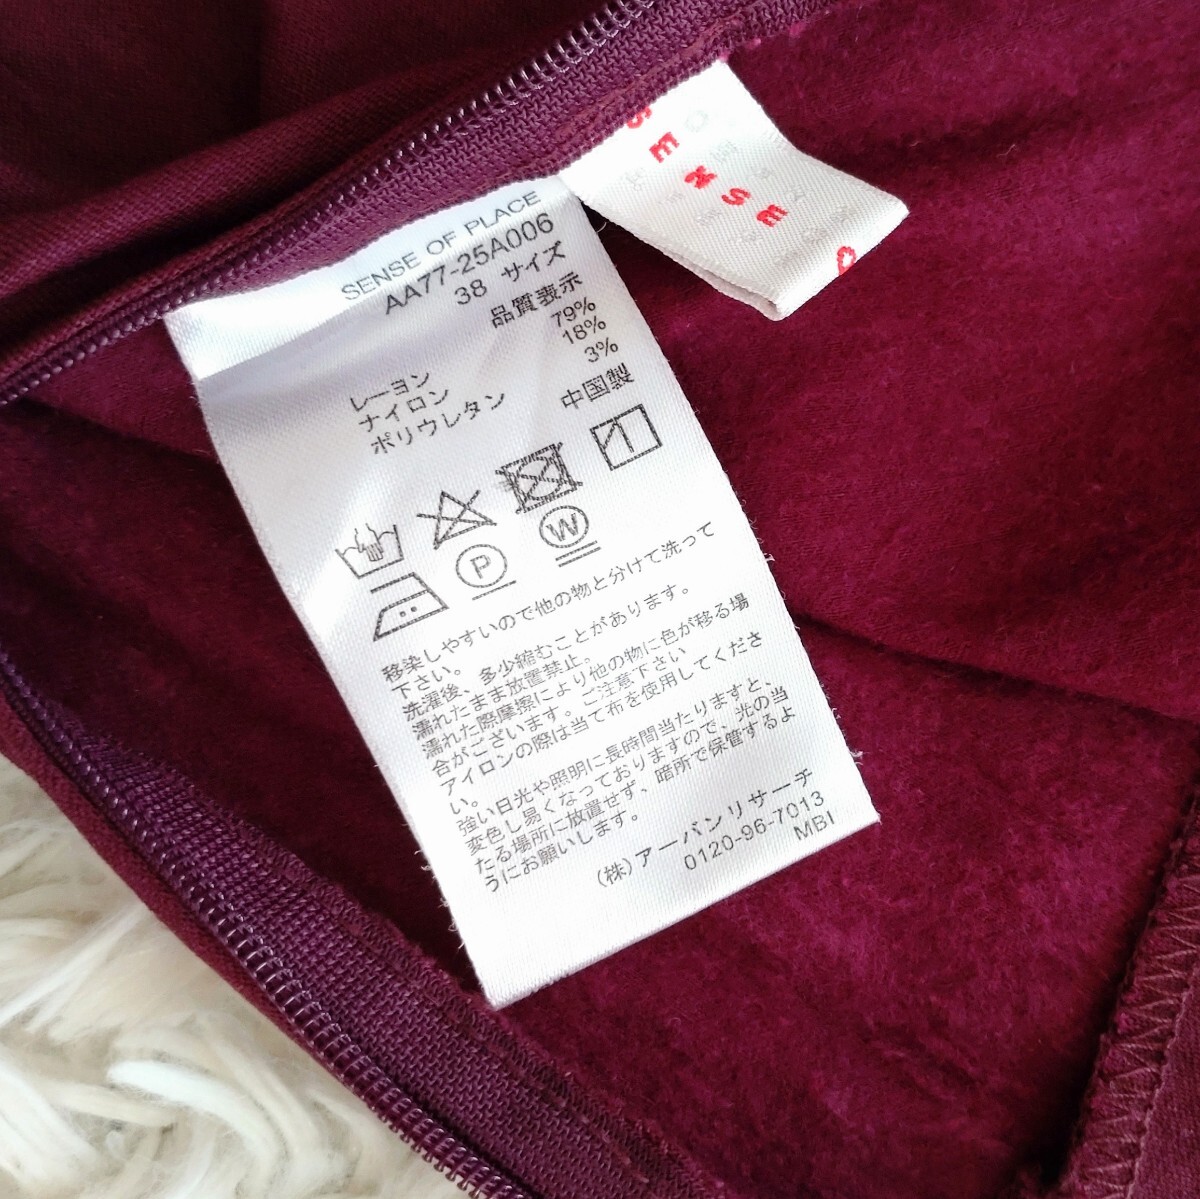 SENSE
SENSE OF PLACE
AA77-25A006
38 サイズ
品質表示
レーヨン 79%
ナイロン 18%
ポリウレタン 3%
中国製
P W
移染しやすいので他の物と分けて洗って
下さい。
洗濯後、多少縮むことがあります。
濡れたまま放置禁止。
濡れた際摩擦により他の物に色が移る場
合がございます。ご注意下さい
アイロンの際は当て布を使用してくださ
い。
強い日光や照明に長時間当たりますと、
変色し易くなっておりますので、光の当
たる場所に放置せず、暗所で保管するよ
うにお願いします。
(株)アーバンリサーチ
0120-96-7013
MBI